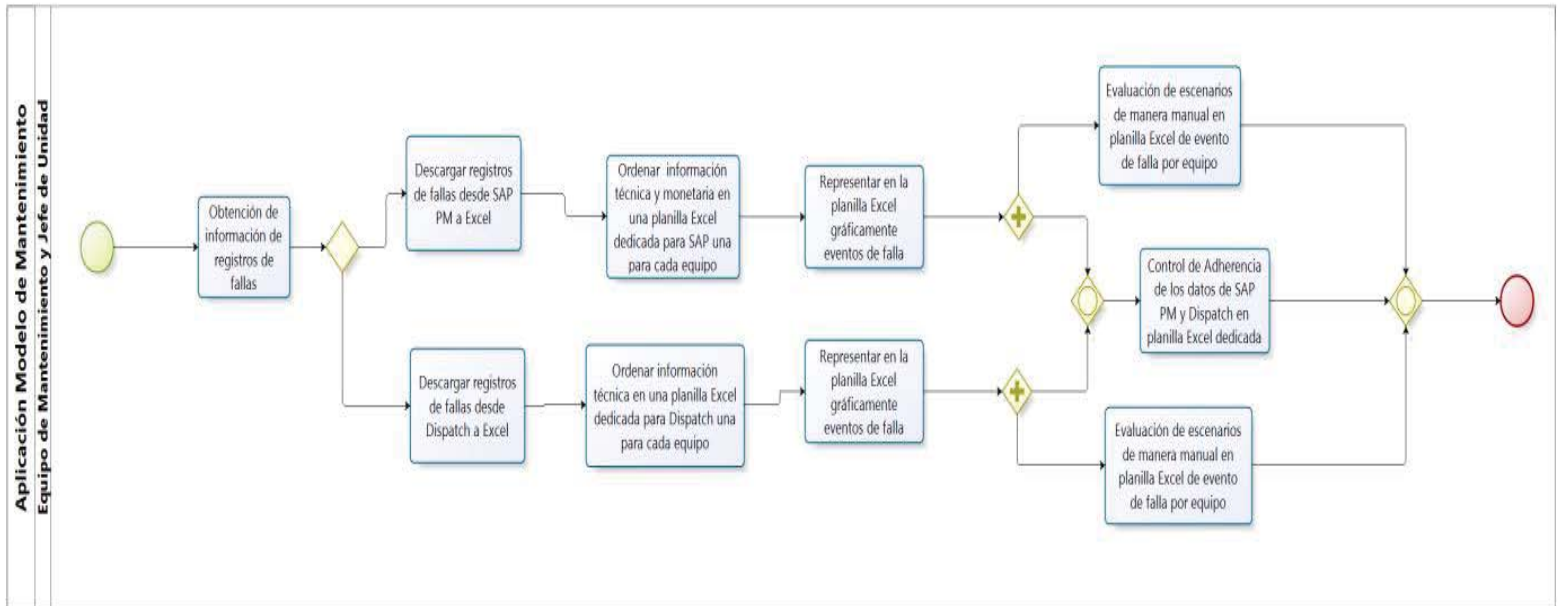 Aplicación Modelo de Mantenimiento
Equipo de Mantenimimiento y Jefe de Unidad
Obtención de
información de
registros de
fallas
Descargar registros
de fallas desde SAP
PM a Excel
Ordenar información
técnica y monetaria en
una planilla Excel
dedicada para SAP una
para cada equipo
Representar en la
planilla Excel
gráficamente
eventos de falla
Evaluación de escenarios
de manera manual en
planilla Excel de evento
de falla por equipo
Control de Adherencia
de los datos de SAP
PM y Dispatch en
planilla Excel dedicada
Descargar registros
de fallas desde
Dispatch a Excel
Ordenar información
técnica en una planilla Excel
dedicada para Dispatch una
para cada equipo
Representar en la
planilla Excel
gráficamente
eventos de falla
Evaluación de escenarios
de manera manual en
planilla Excel de evento
de falla por equipo